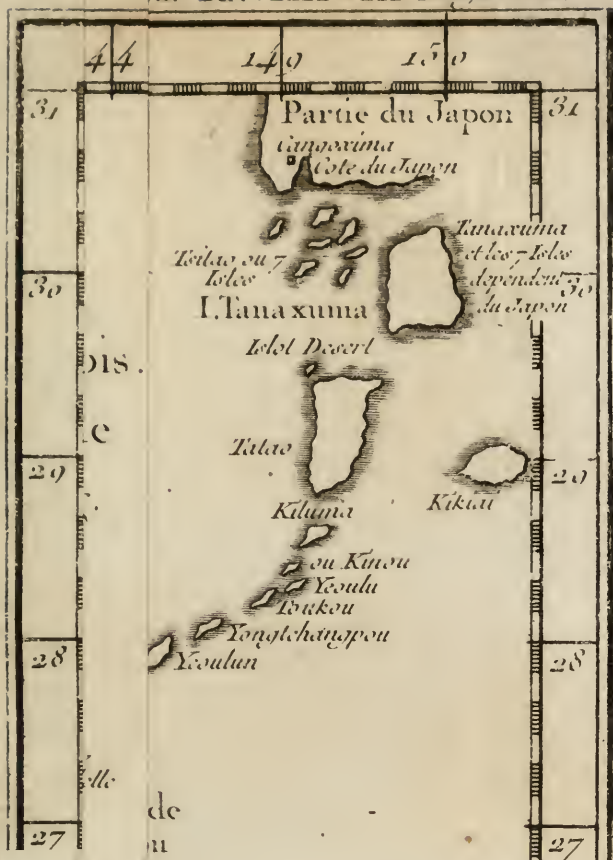 44 149 150
31 31
Partie du Japon
Cangoxima
Cote du Japon
Tanaxuma
et les 7 Isles
dependent
du Japon
Tsilao ou 7
Isles
30 30
I. Tanaxuma
Islot Desert
Talao
29 29
Kikiai
Kiluma
ou Kinou
Yeoulu
Toukou
Yongtchangpou
28 28
Yeoulun
de
27 27